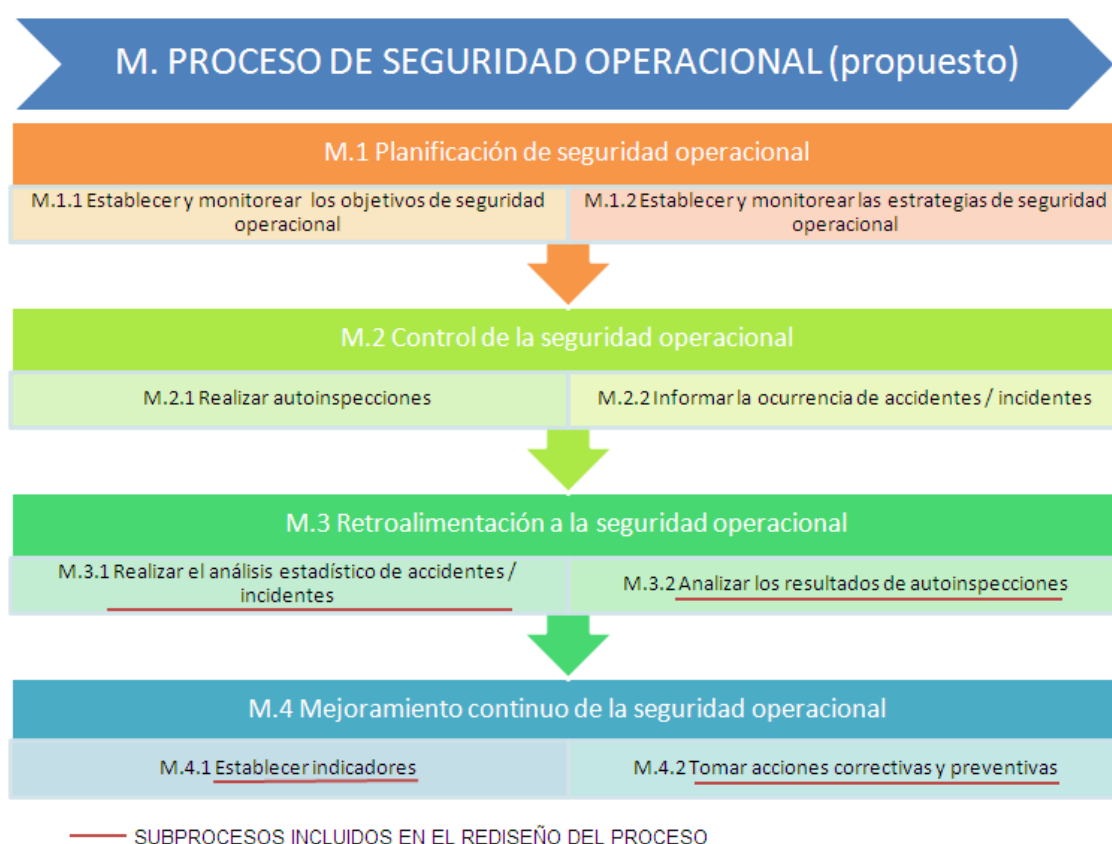 M. PROCESO DE SEGURIDAD OPERACIONAL (propuesto)
M.1 Planificación de seguridad operacional
M.1.1 Establecer y monitorear los objetivos de seguridad
operacional
M.1.2 Establecer y monitorear las estrategias de seguridad
operacional
M.2 Control de la seguridad operacional
M.2.1 Realizar autoinspecciones
M.2.2 Informar la ocurrencia de accidentes / incidentes
M.3 Retroalimentación a la seguridad operacional
M.3.1 Realizar el análisis estadístico de accidentes /
incidentes
M.3.2 Analizar los resultados de autoinspecciones
M.4 Mejoramiento continuo de la seguridad operacional
M.4.1 Establecer indicadores
M.4.2 Tomar acciones correctivas y preventivas
SUBPROCESOS INCLUIDOS EN EL REDISEÑO DEL PROCESO